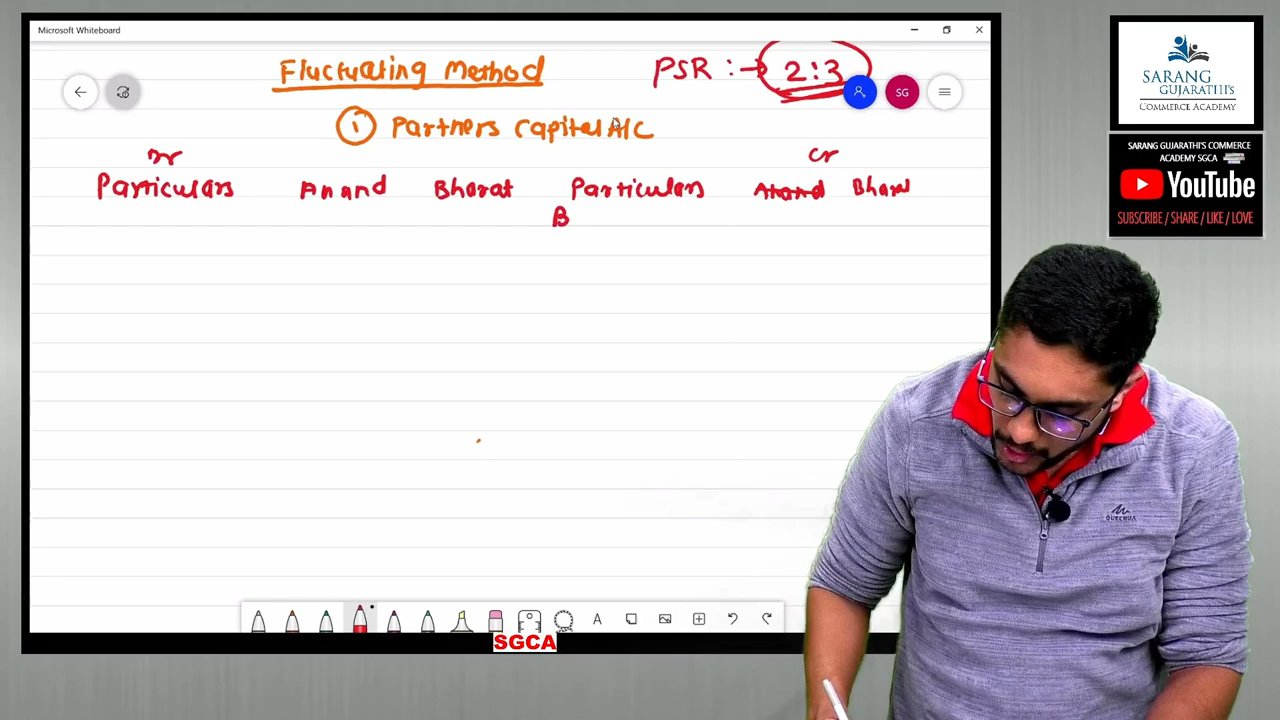 Microsoft Whiteboard
Fluctuating Method
PSR :→ 2:3
SG
① Partners Capital A/C
Dr
Cr
Particulars Anand Bharat Particulars Anand Bharat
B
SGCA
SARANG
GUJARATHI'S
COMMERCE ACADEMY
SARANG GUJARATHI'S COMMERCE
ACADEMY SGCA
YouTube
SUBSCRIBE / SHARE / LIKE / LOVE
QUECHUA